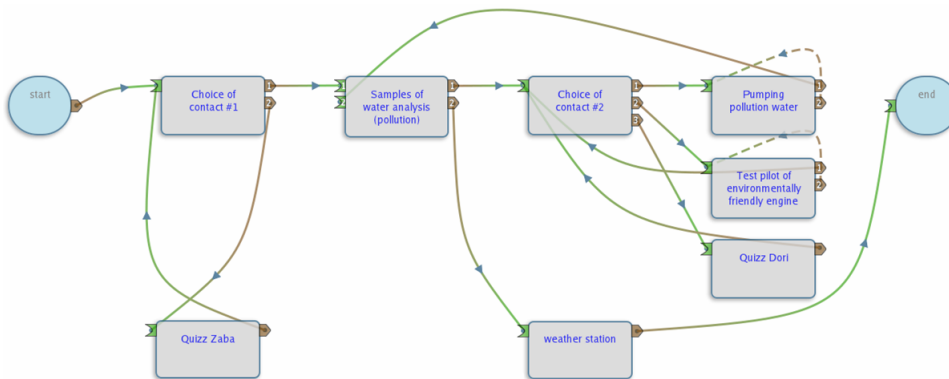 start
Choice of
contact #1
1
2
Samples of
water analysis
(pollution)
1
2
1
2
Choice of
contact #2
1
2
3
Pumping
pollution water
1
2
end
Test pilot of
environmentally
friendly engine
1
2
Quizz Dori
Quizz Zaba
weather station